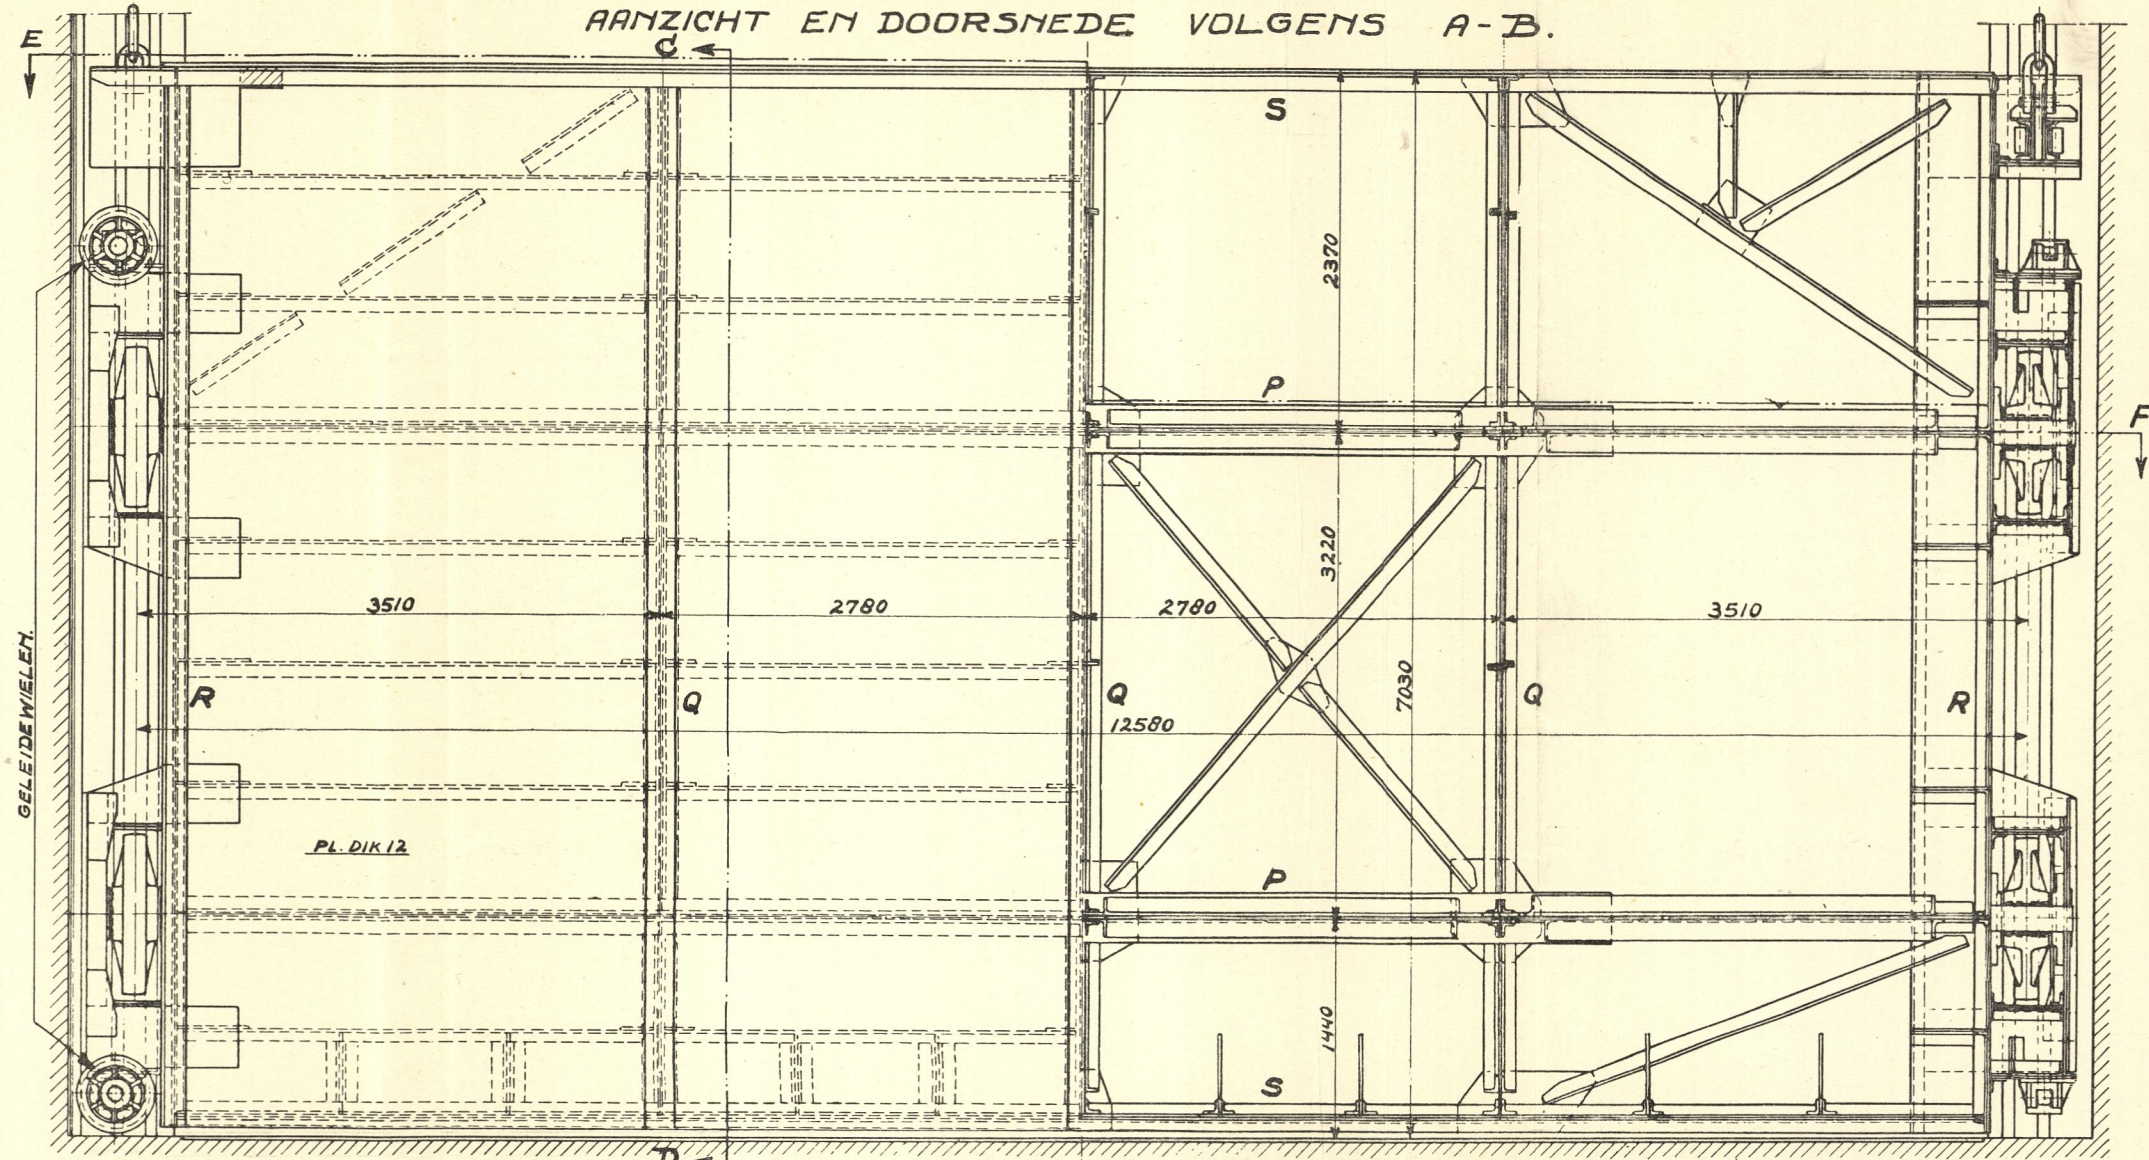 AANZICHT EN DOORSNEDE VOLGENS A-B.
E
C
S
2370
P
F
3220
3510
2780
2780
3510
GELEIDEWIELEN.
R
Q
Q
7030
Q
R
12580
PL. DIK 12
P
1440
S
D